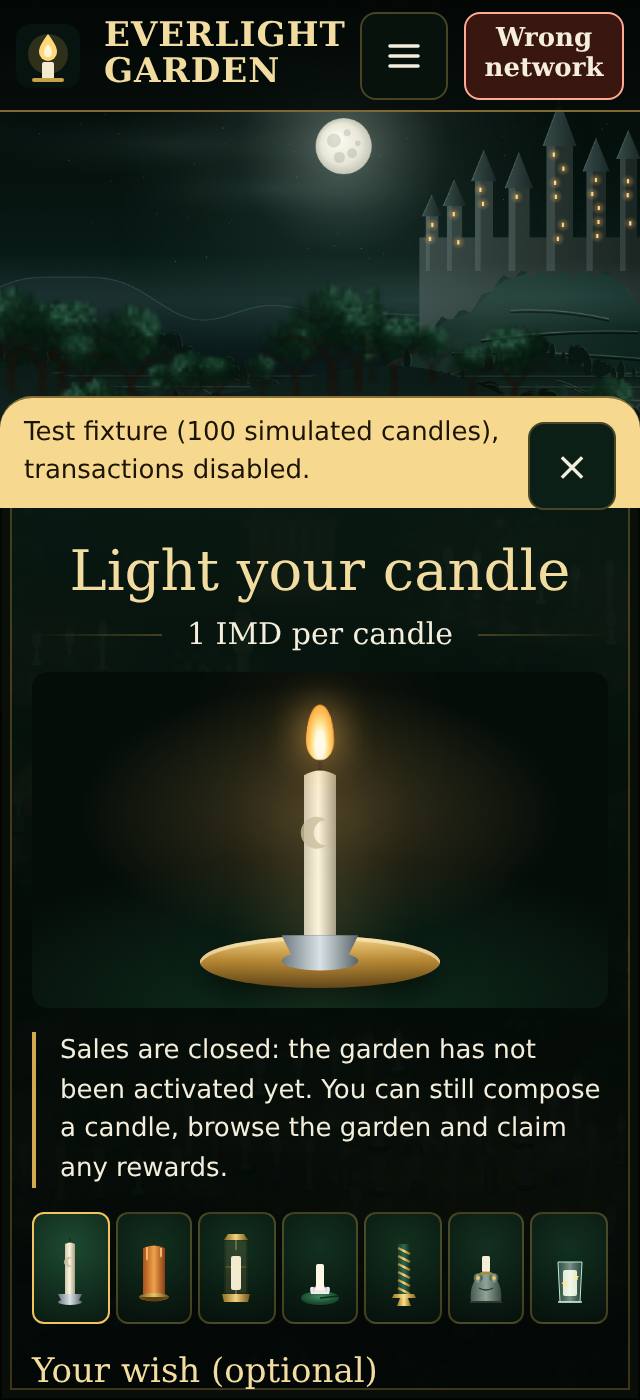 EVERLIGHT
GARDEN
Wrong
network
Test fixture (100 simulated candles),
transactions disabled.
Light your candle
1 IMD per candle
Sales are closed: the garden has not
been activated yet. You can still compose
a candle, browse the garden and claim
any rewards.
Your wish (optional)